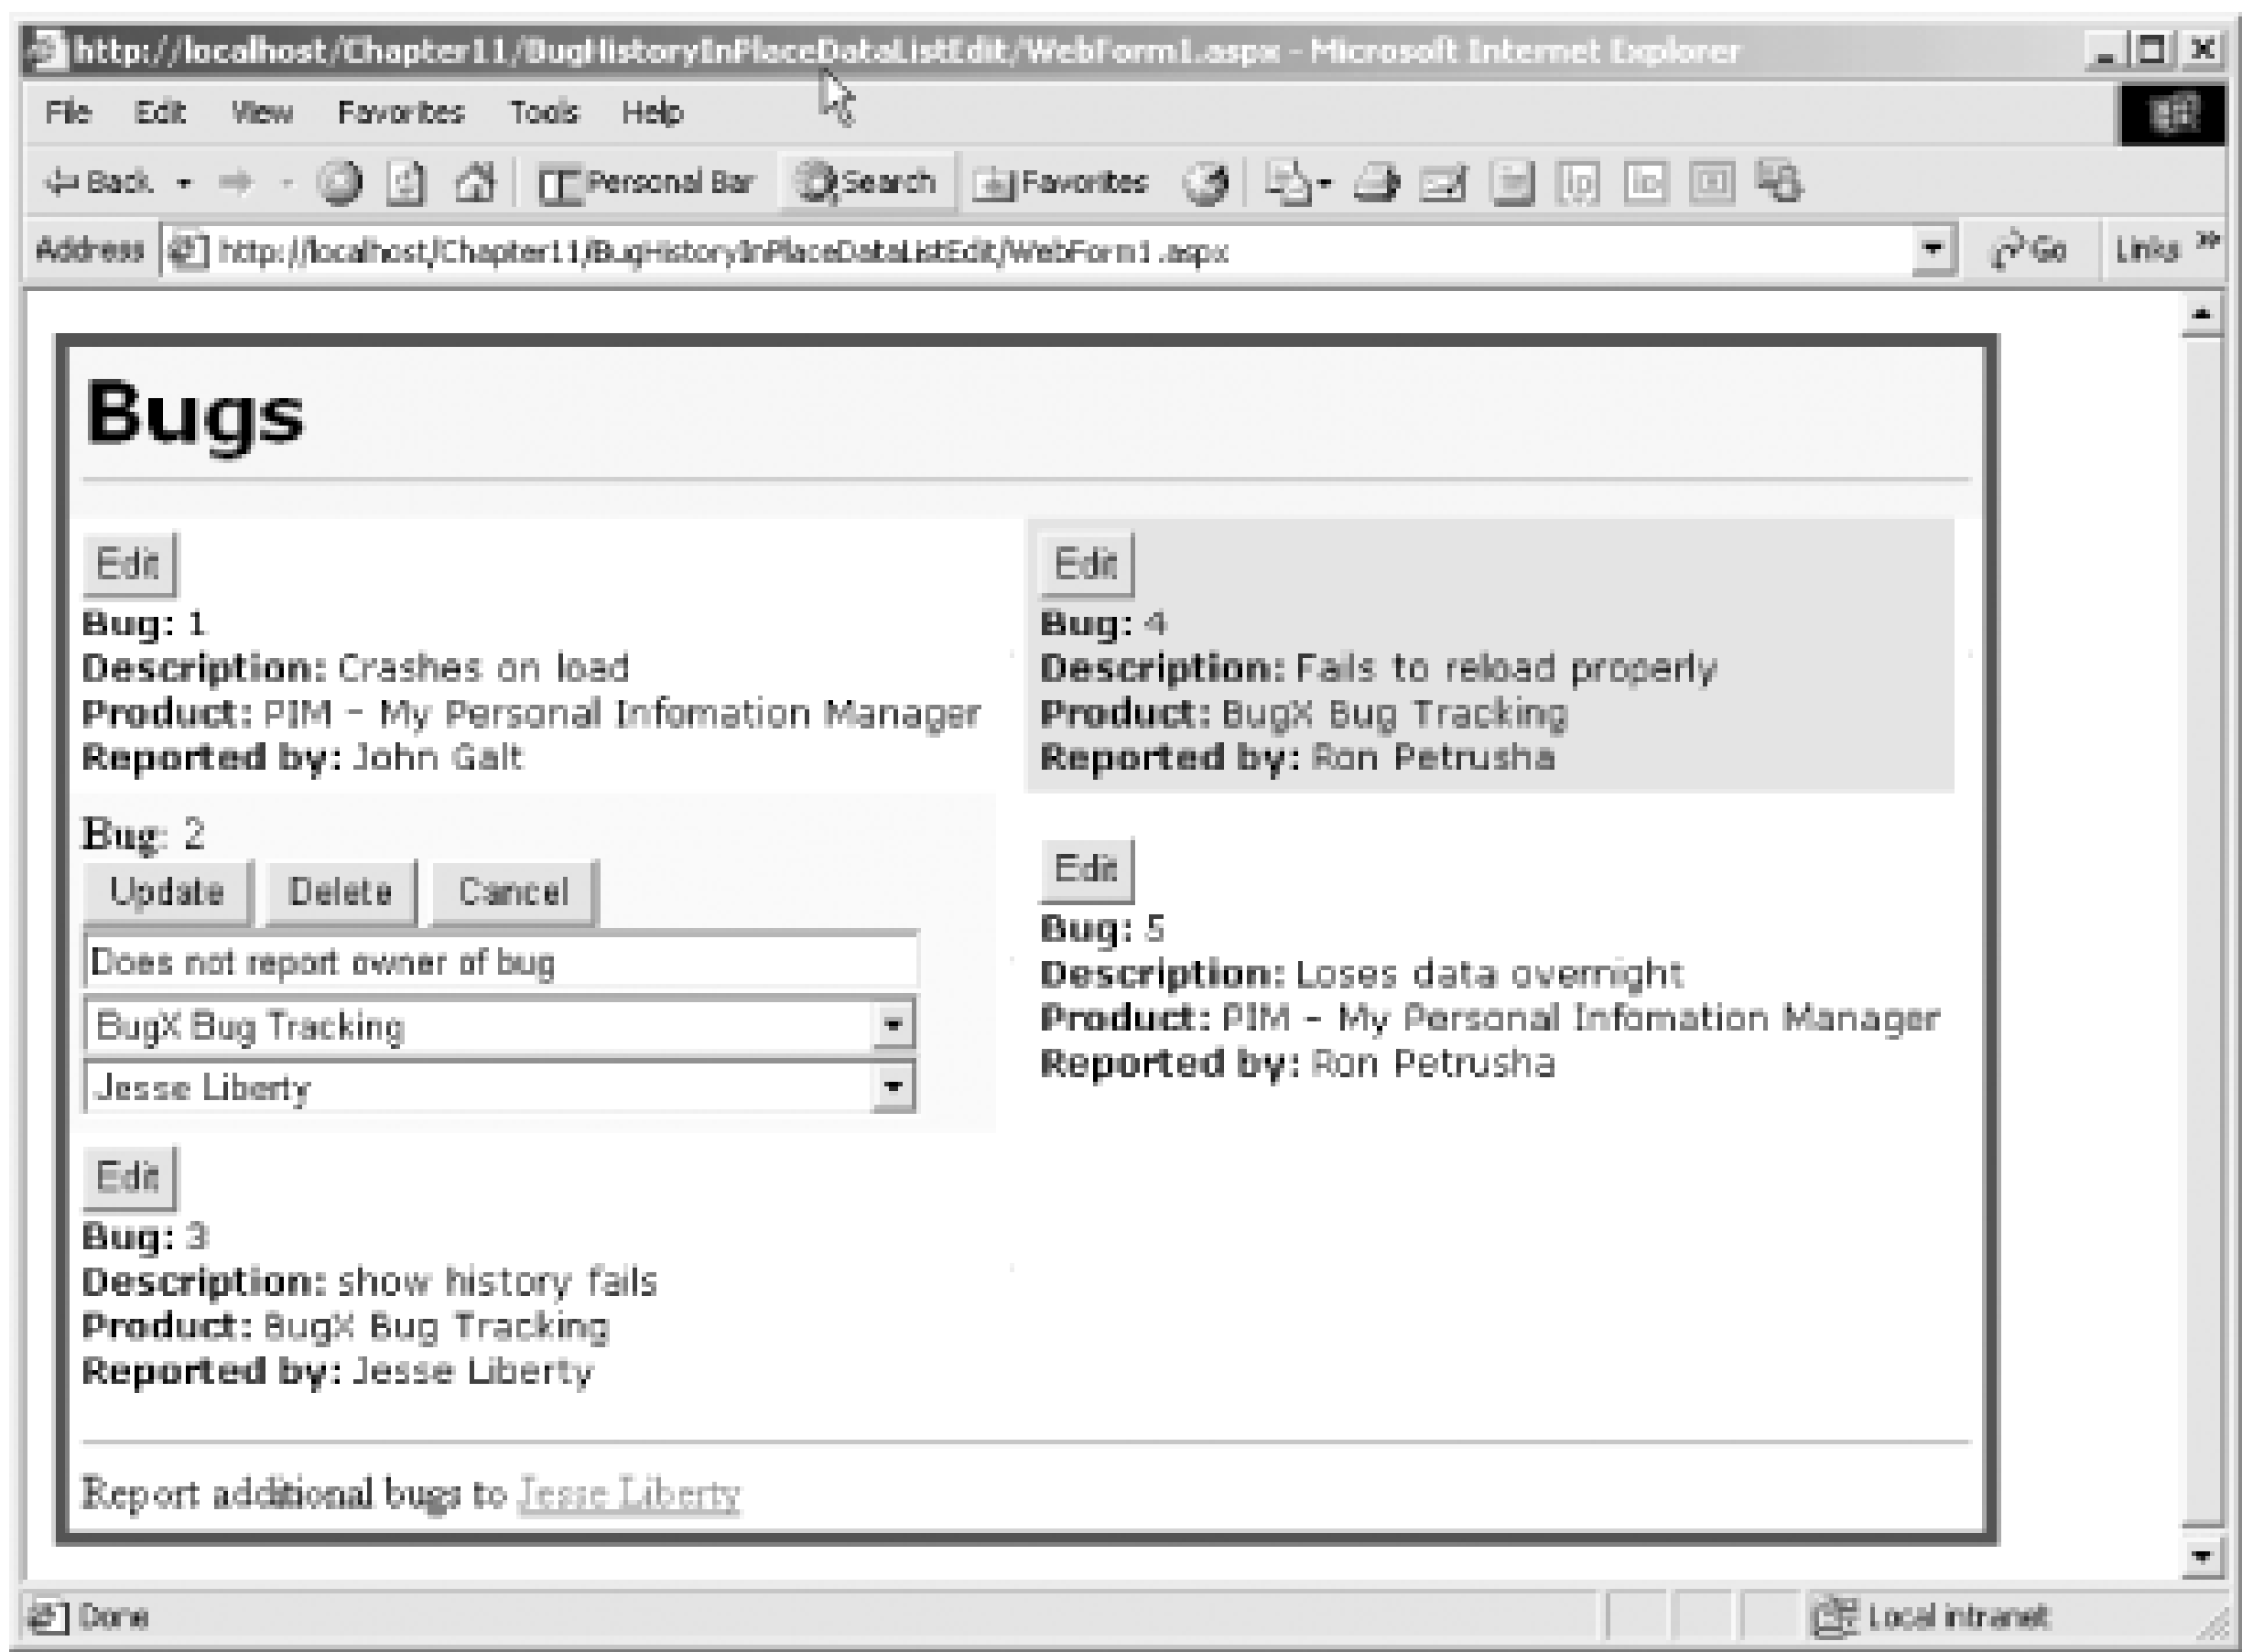 http://localhost/Chapter11/BugHistoryInPlaceDataListEdit/WebForm1.aspx - Microsoft Internet Explorer
File Edit View Favorites Tools Help
Back Personal Bar Search Favorites
Address http://localhost/Chapter11/BugHistoryInPlaceDataListEdit/WebForm1.aspx Go Links »
Bugs
Edit
Bug: 1
Description: Crashes on load
Product: PIM - My Personal Infomation Manager
Reported by: John Galt
Bug: 2
Update Delete Cancel
Does not report owner of bug
BugX Bug Tracking
Jesse Liberty
Edit
Bug: 3
Description: show history fails
Product: BugX Bug Tracking
Reported by: Jesse Liberty
Edit
Bug: 4
Description: Fails to reload properly
Product: BugX Bug Tracking
Reported by: Ron Petrusha
Edit
Bug: 5
Description: Loses data overnight
Product: PIM - My Personal Infomation Manager
Reported by: Ron Petrusha
Report additional bugs to Jesse Liberty
Done Local intranet